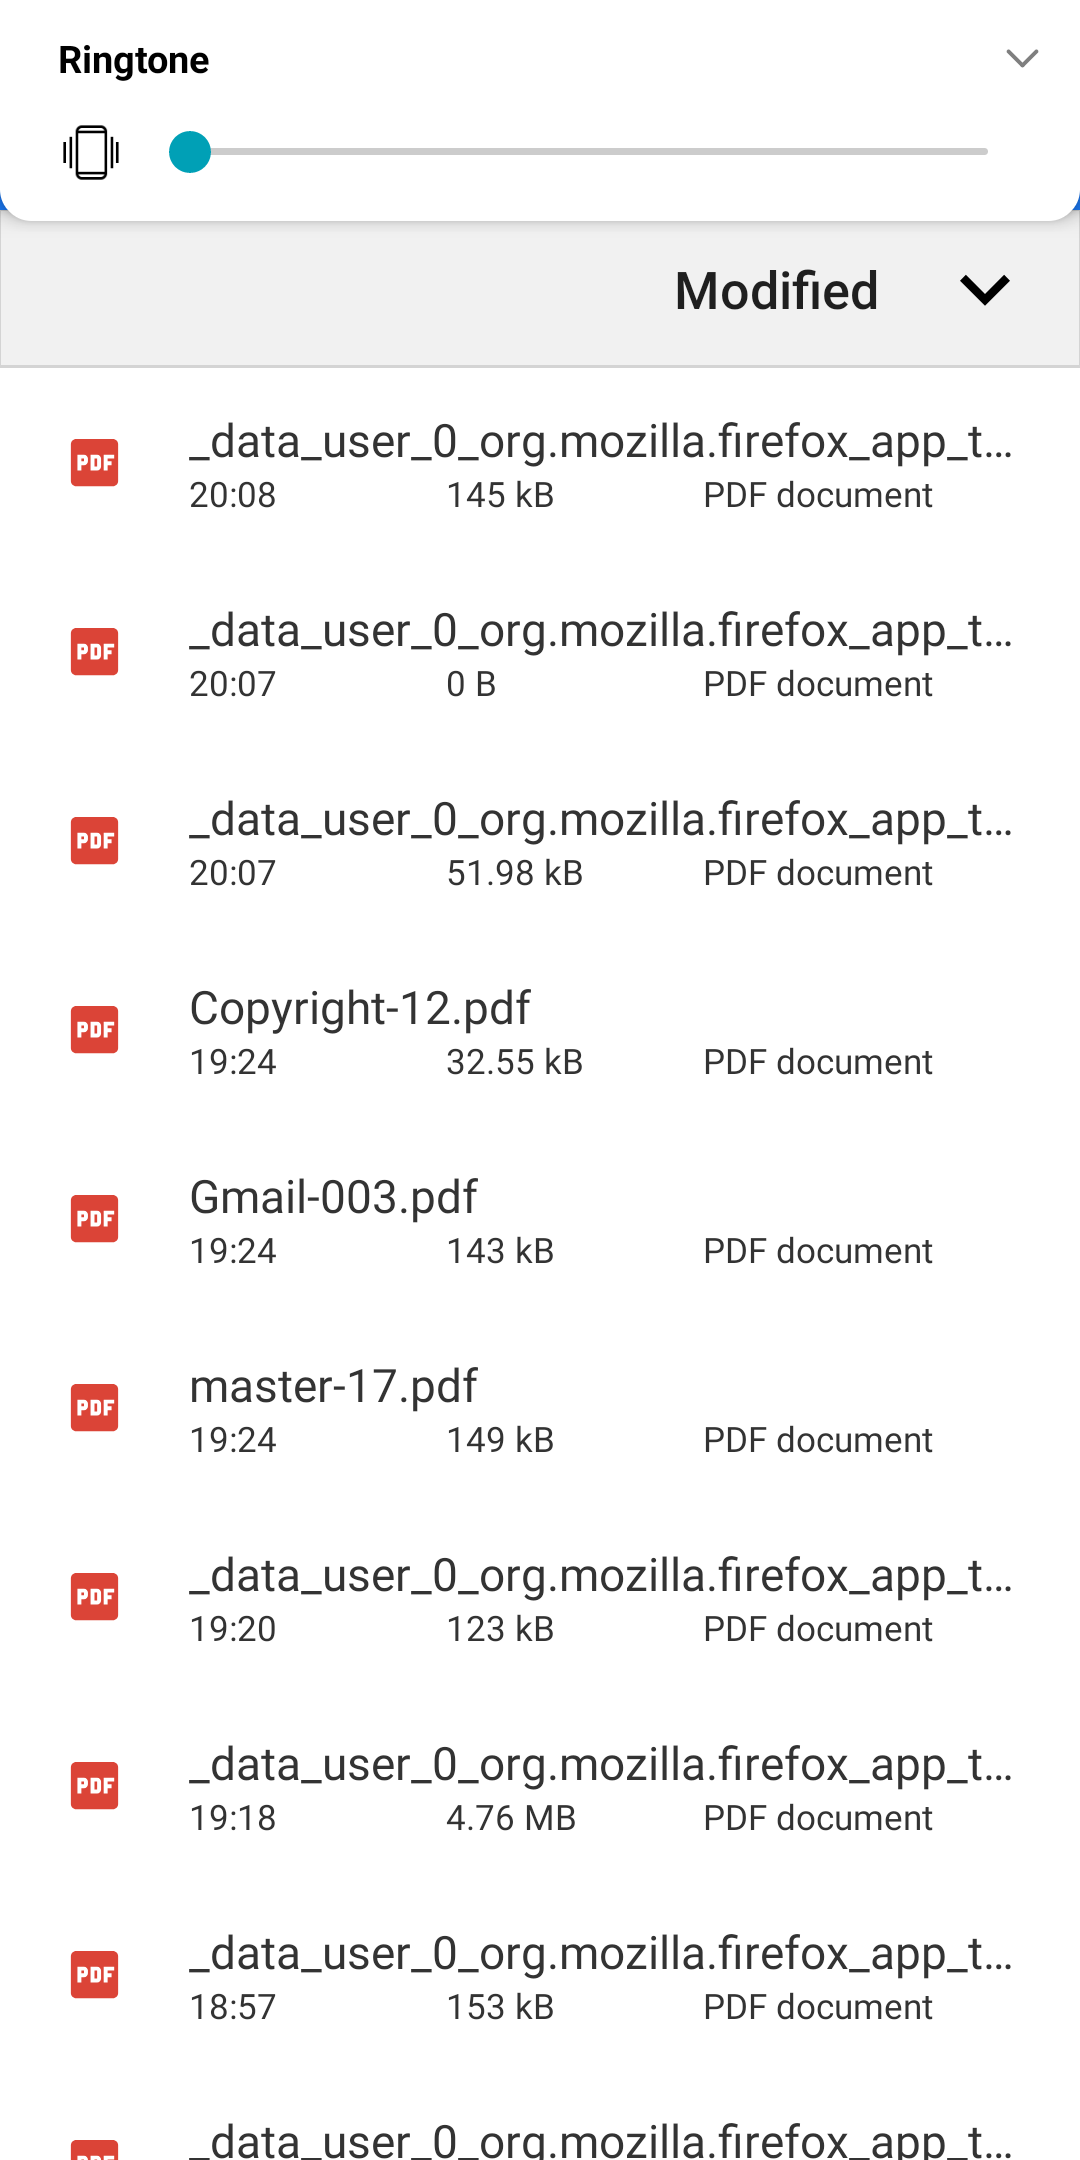 Ringtone
Modified
PDF
_data_user_0_org.mozilla.firefox_app_t...
20:08 145 kB PDF document
PDF
_data_user_0_org.mozilla.firefox_app_t...
20:07 0 B PDF document
PDF
_data_user_0_org.mozilla.firefox_app_t...
20:07 51.98 kB PDF document
PDF
Copyright-12.pdf
19:24 32.55 kB PDF document
PDF
Gmail-003.pdf
19:24 143 kB PDF document
PDF
master-17.pdf
19:24 149 kB PDF document
PDF
_data_user_0_org.mozilla.firefox_app_t...
19:20 123 kB PDF document
PDF
_data_user_0_org.mozilla.firefox_app_t...
19:18 4.76 MB PDF document
PDF
_data_user_0_org.mozilla.firefox_app_t...
18:57 153 kB PDF document
PDF
_data_user_0_org.mozilla.firefox_app_t...